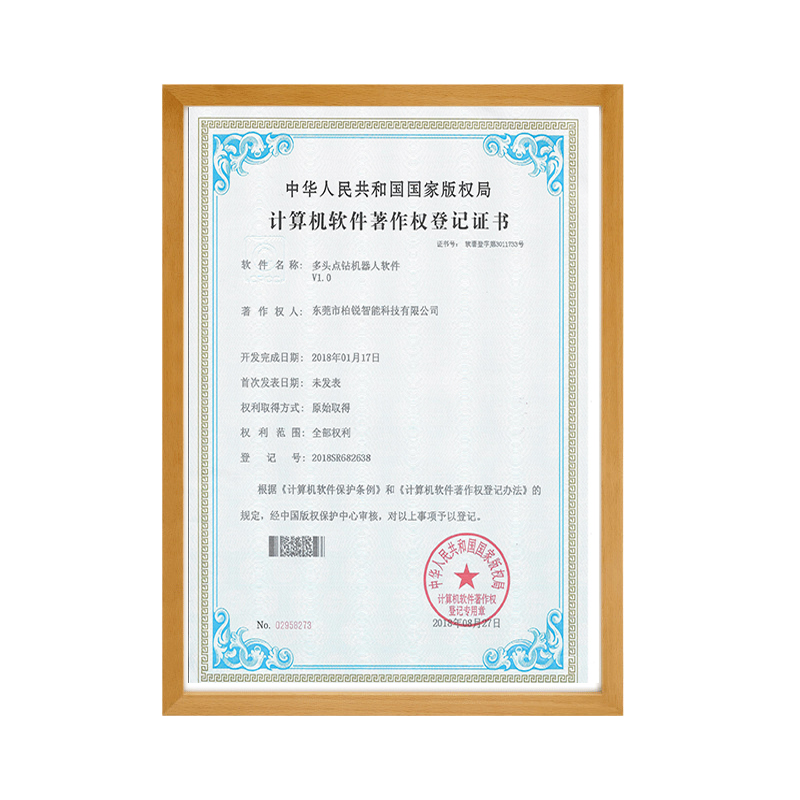 中华人民共和国国家版权局
计算机软件著作权登记证书
证书号: 软著登字第3011733号
软件名称: 多头点钻机器人软件
V1.0
著作权人: 东莞市柏锐智能科技有限公司
开发完成日期: 2018年01月17日
首次发表日期: 未发表
权利取得方式: 原始取得
权利范围: 全部权利
登记号: 2018SR682638
根据《计算机软件保护条例》和《计算机软件著作权登记办法》的
规定，经中国版权保护中心审核，对以上事项予以登记。
中华人民共和国国家版权局
计算机软件著作权
登记专用章
No. 02958273
2018年08月27日